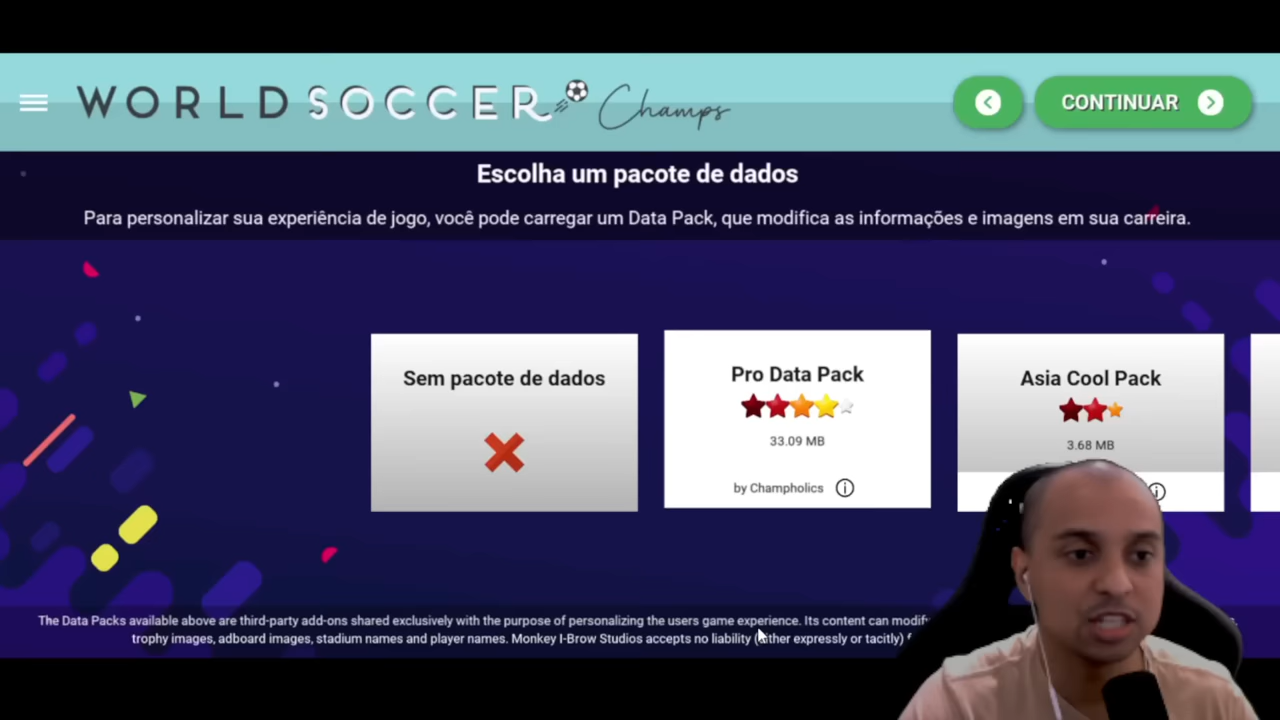 WORLD SOCCER Champs
CONTINUAR
Escolha um pacote de dados
Para personalizar sua experiência de jogo, você pode carregar um Data Pack, que modifica as informações e imagens em sua carreira.
Sem pacote de dados
Pro Data Pack
33.09 MB
by Champholics
Asia Cool Pack
3.68 MB
The Data Packs available above are third-party add-ons shared exclusively with the purpose of personalizing the users game experience. Its content can
trophy images, adboard images, stadium names and player names. Monkey I-Brow Studios accepts no liability (either expressly or tacitly)